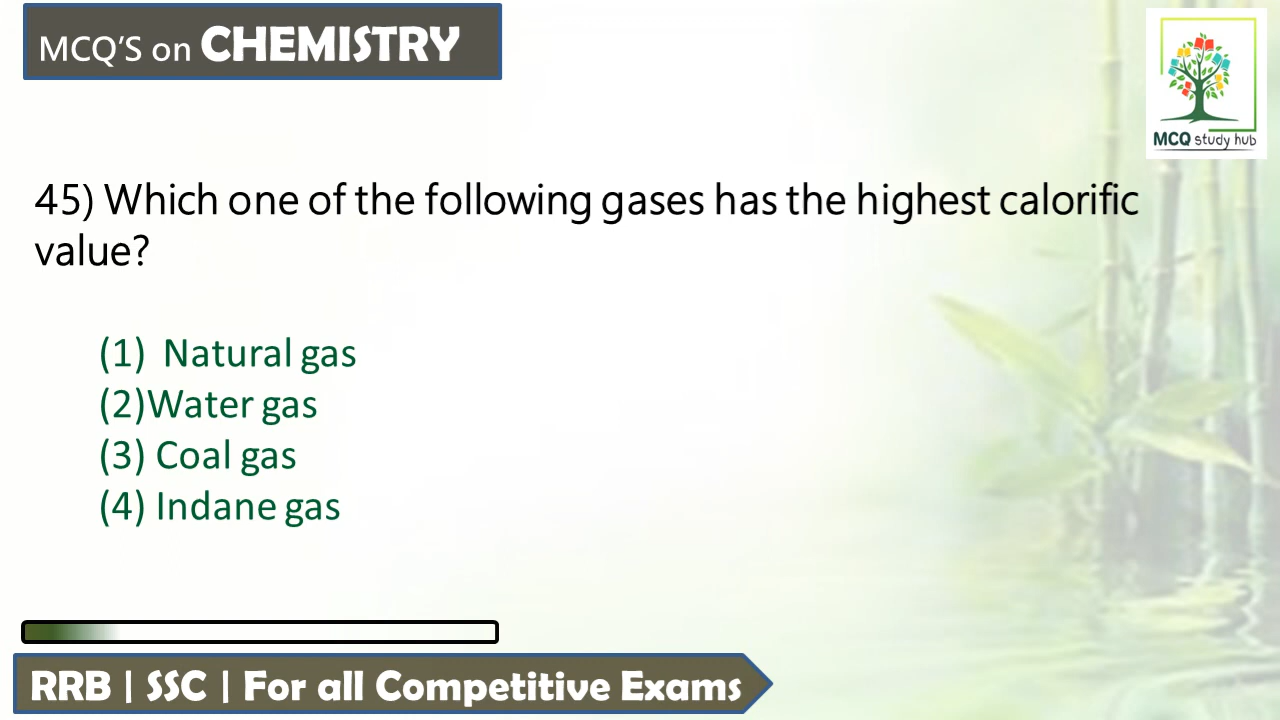 MCQ'S on CHEMISTRY
MCQ study hub
45) Which one of the following gases has the highest calorific
value?
(1) Natural gas
(2)Water gas
(3) Coal gas
(4) Indane gas
RRB | SSC | For all Competitive Exams